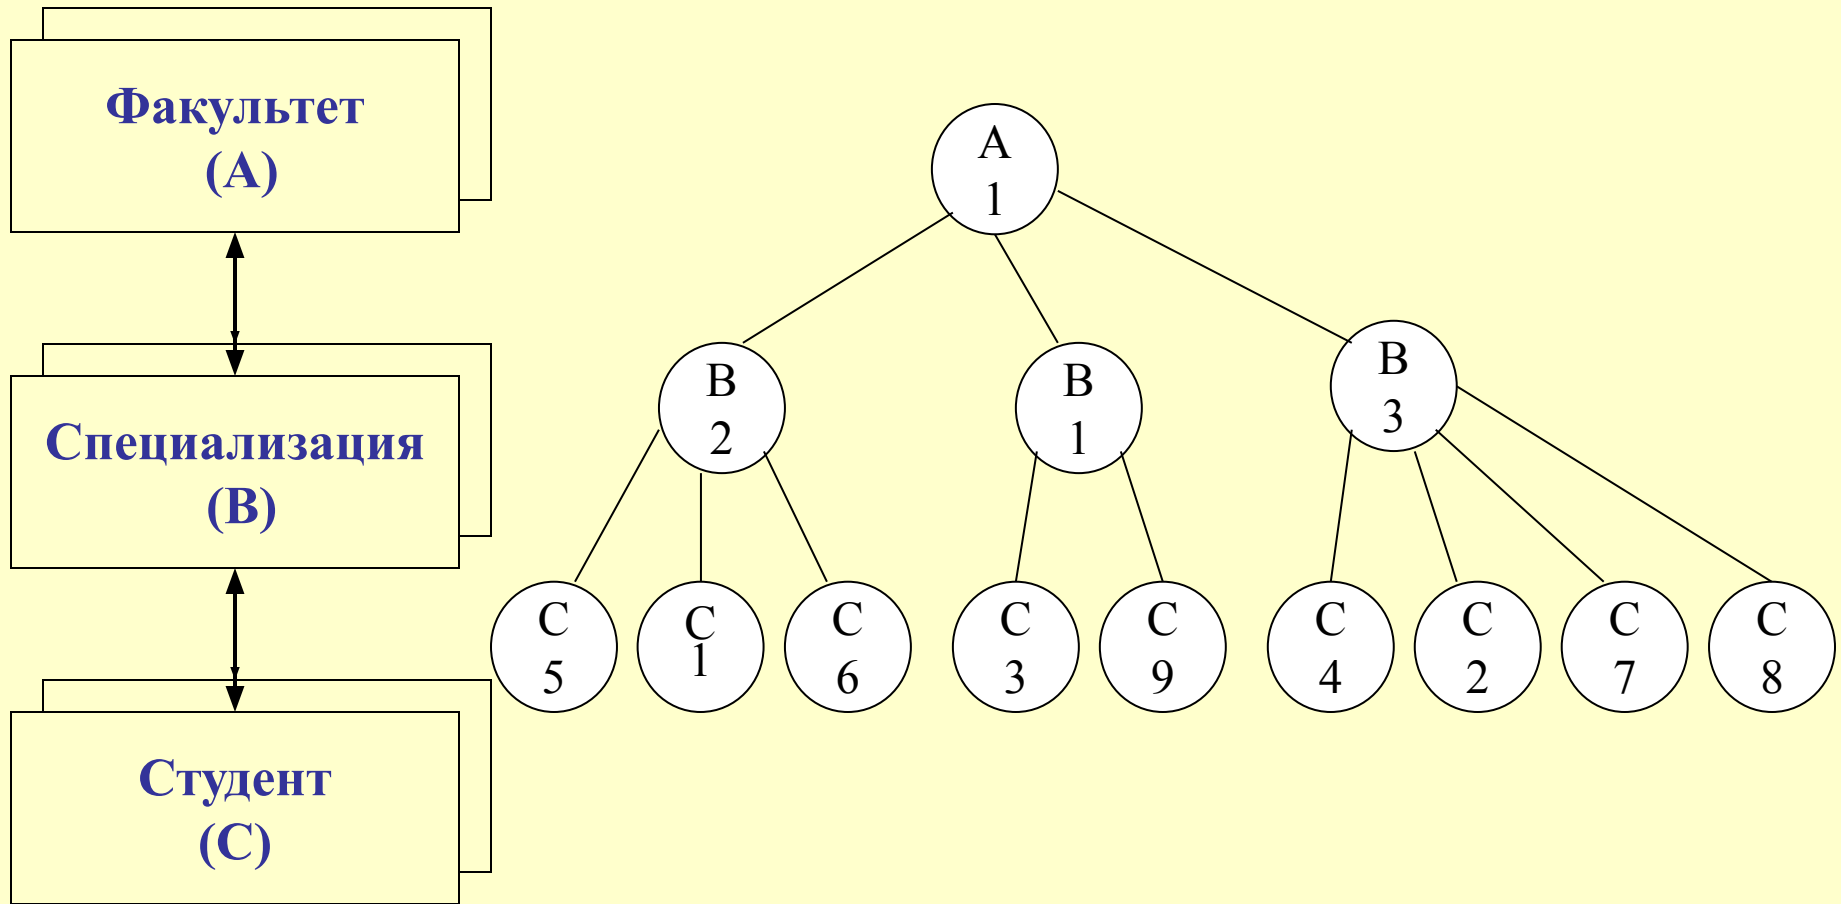 Факультет
(А)
Специализация
(В)
Студент
(С)
А
1
В
2
В
1
В
3
С
5
С
1
С
6
С
3
С
9
С
4
С
2
С
7
С
8